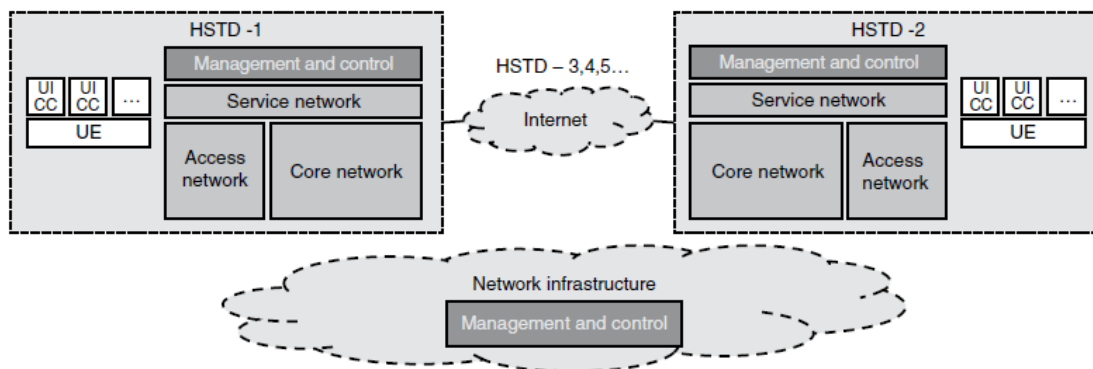 HSTD -1
Management and control
UI
CC
UI
CC
...
Service network
UE
Access
network
Core network
HSTD – 3,4,5...
Internet
HSTD -2
Management and control
Service network
UI
CC
UI
CC
...
UE
Core network
Access
network
Network infrastructure
Management and control